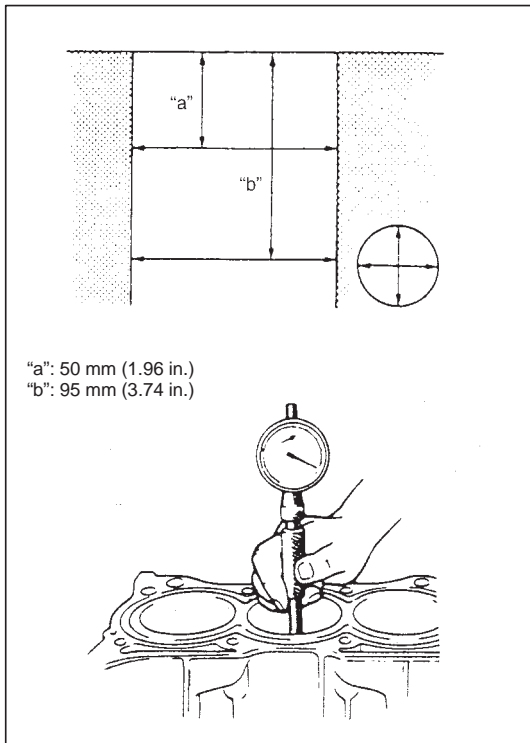 “a”
“b”
“a”: 50 mm (1.96 in.)
“b”: 95 mm (3.74 in.)